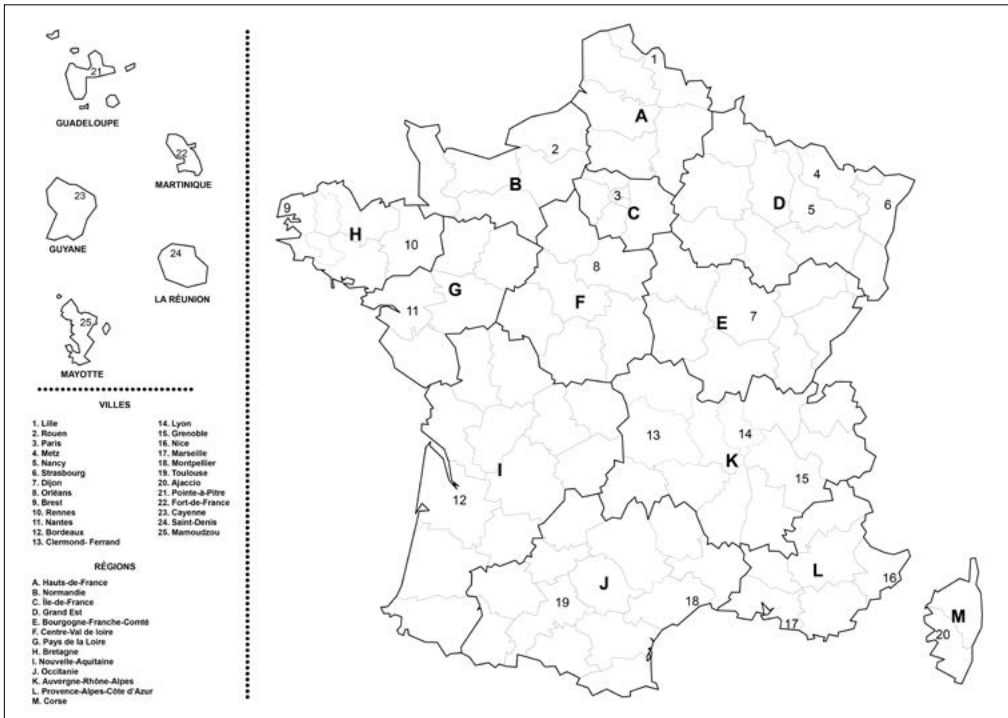 21
GUADELOUPE
22
MARTINIQUE
23
GUYANE
24
LA RÉUNION
25
MAYOTTE
VILLES
1. Lille
2. Rouen
3. Paris
4. Metz
5. Nancy
6. Strasbourg
7. Dijon
8. Orléans
9. Brest
10. Rennes
11. Nantes
12. Bordeaux
13. Clermond- Ferrand
14. Lyon
15. Grenoble
16. Nice
17. Marseille
18. Montpellier
19. Toulouse
20. Ajaccio
21. Pointe-à-Pitre
22. Fort-de-France
23. Cayenne
24. Saint-Denis
25. Mamoudzou
RÉGIONS
A. Hauts-de-France
B. Normandie
C. Île-de-France
D. Grand Est
E. Bourgogne-Franche-Comté
F. Centre-Val de loire
G. Pays de la Loire
H. Bretagne
I. Nouvelle-Aquitaine
J. Occitanie
K. Auvergne-Rhône-Alpes
L. Provence-Alpes-Côte d'Azur
M. Corse
1
A
2
B
3
C
4
D
5
6
9
H
10
8
G
11
F
7
E
13
14
K
15
I
12
J
19
18
L
16
17
M
20